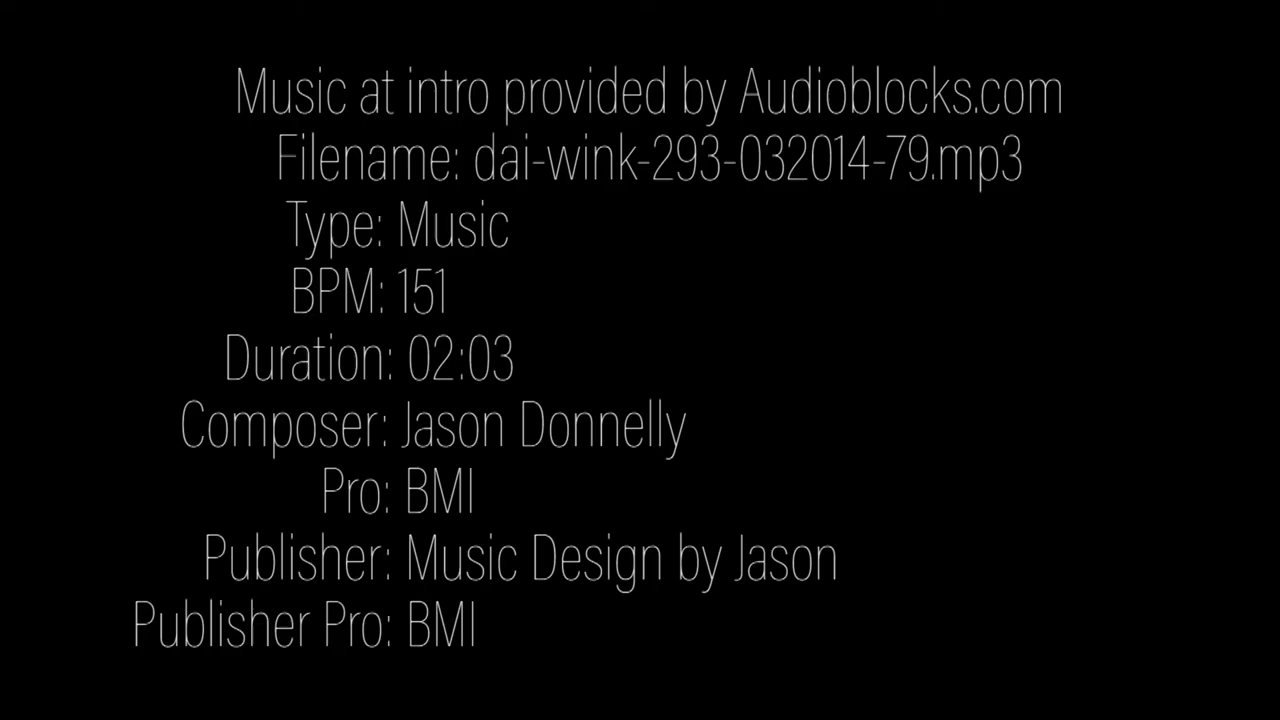 Music at intro provided by Audioblocks.com
Filename: dai-wink-293-032014-79.mp3
Type: Music
BPM: 151
Duration: 02:03
Composer: Jason Donnelly
Pro: BMI
Publisher: Music Design by Jason
Publisher Pro: BMI